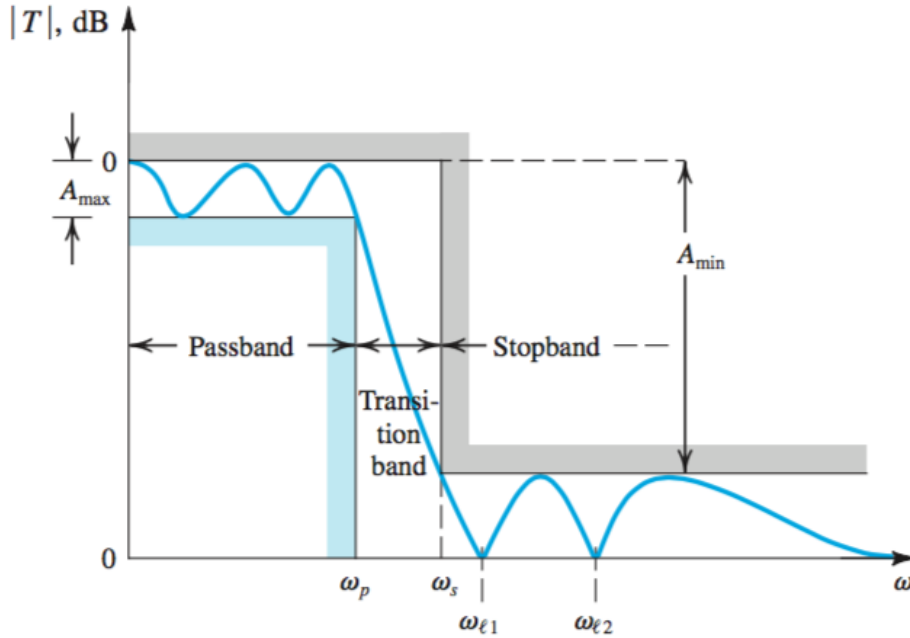 |T|, dB
0
A_max
A_min
Passband
Stopband
Transi-
tion
band
0
ω_p
ω_s
ω
ω_ℓ1
ω_ℓ2